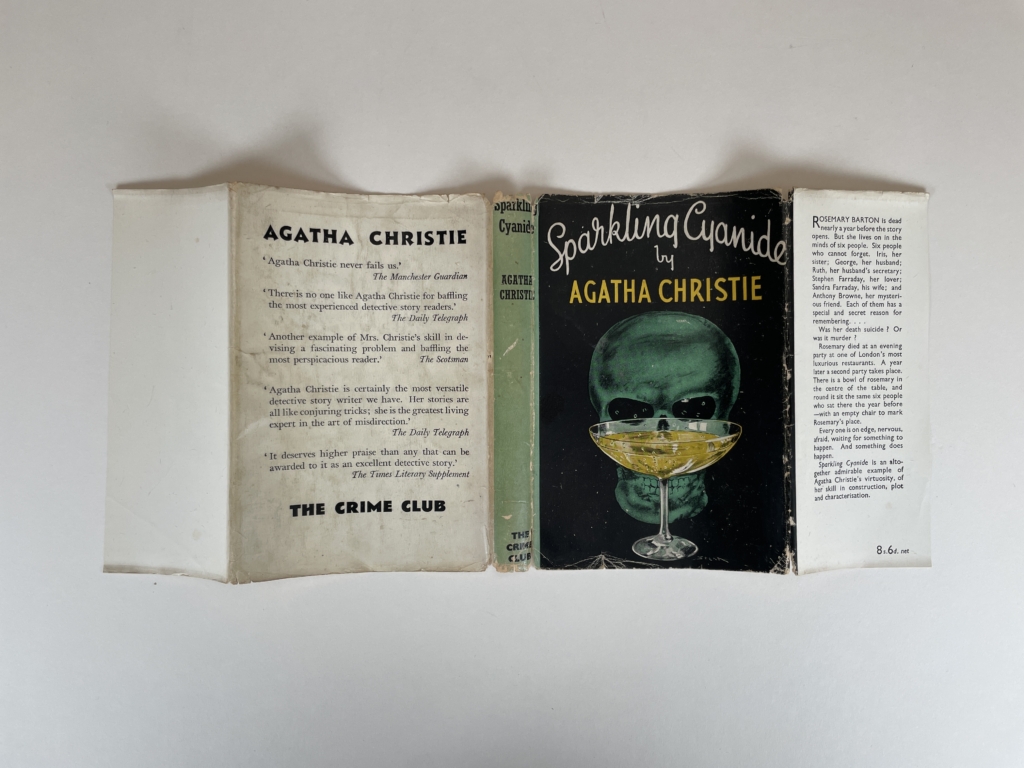 AGATHA CHRISTIE
‘Agatha Christie never fails us.’
The Manchester Guardian
‘There is no one like Agatha Christie for baffling
the most experienced detective story readers.’
The Daily Telegraph
‘Another example of Mrs. Christie's skill in de-
vising a fascinating problem and baffling the
most perspicacious reader.’ The Scotsman
‘Agatha Christie is certainly the most versatile
detective story writer we have. Her stories are
all like conjuring tricks; she is the greatest living
expert in the art of misdirection.’
The Daily Telegraph
‘It deserves higher praise than any that can be
awarded to it as an excellent detective story.’
The Times Literary Supplement
THE CRIME CLUB
Sparkling
Cyanide
AGATHA
CHRISTIE
THE
CRIME
CLUB
Sparkling Cyanide
by
AGATHA CHRISTIE
ROSEMARY BARTON is dead
nearly a year before the story
opens. But she lives on in the
minds of six people. Six people
who cannot forget. Iris, her
sister; George, her husband;
Ruth, her husband's secretary;
Stephen Farraday, her lover;
Sandra Farraday, his wife; and
Anthony Browne, her mysteri-
ous friend. Each of them has a
special and secret reason for
remembering. . . .
Was her death suicide ? Or
was it murder ?
Rosemary died at an evening
party at one of London's most
luxurious restaurants. A year
later a second party takes place.
There is a bowl of rosemary in
the centre of the table, and
round it sit the same six people
who sat there the year before
—with an empty chair to mark
Rosemary's place.
Every one is on edge, nervous,
afraid, waiting for something to
happen. And something does
happen.
Sparkling Cyanide is an alto-
gether admirable example of
Agatha Christie's virtuosity, of
her skill in construction, plot
and characterisation.
8s. 6d. net